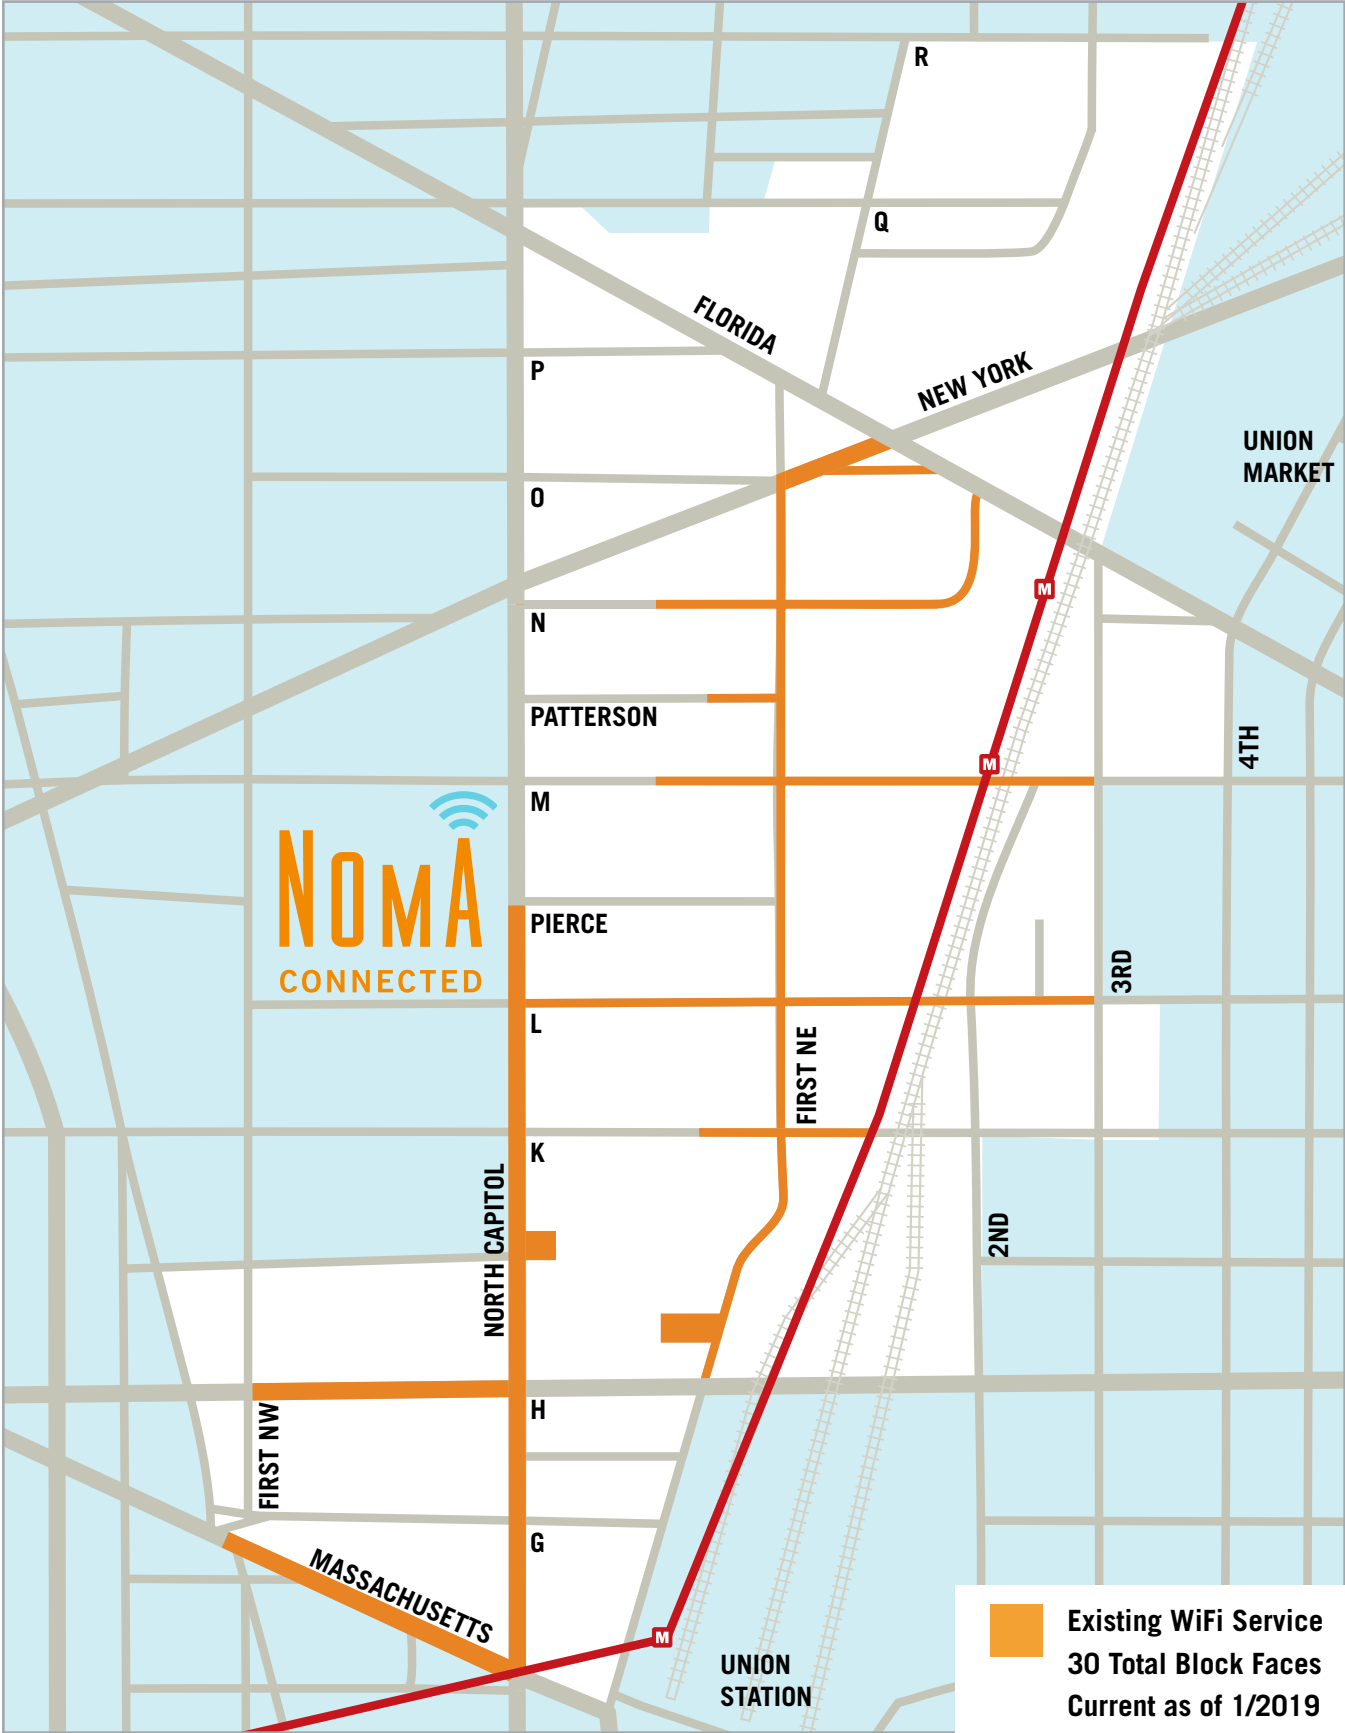 R
Q
FLORIDA
NEW YORK
P
UNION
MARKET
O
M
N
PATTERSON
4TH
M
M
NOMA
CONNECTED
PIERCE
3RD
L
FIRST NE
K
NORTH CAPITOL
2ND
H
FIRST NW
G
MASSACHUSETTS
M
UNION
STATION
Existing WiFi Service
30 Total Block Faces
Current as of 1/2019